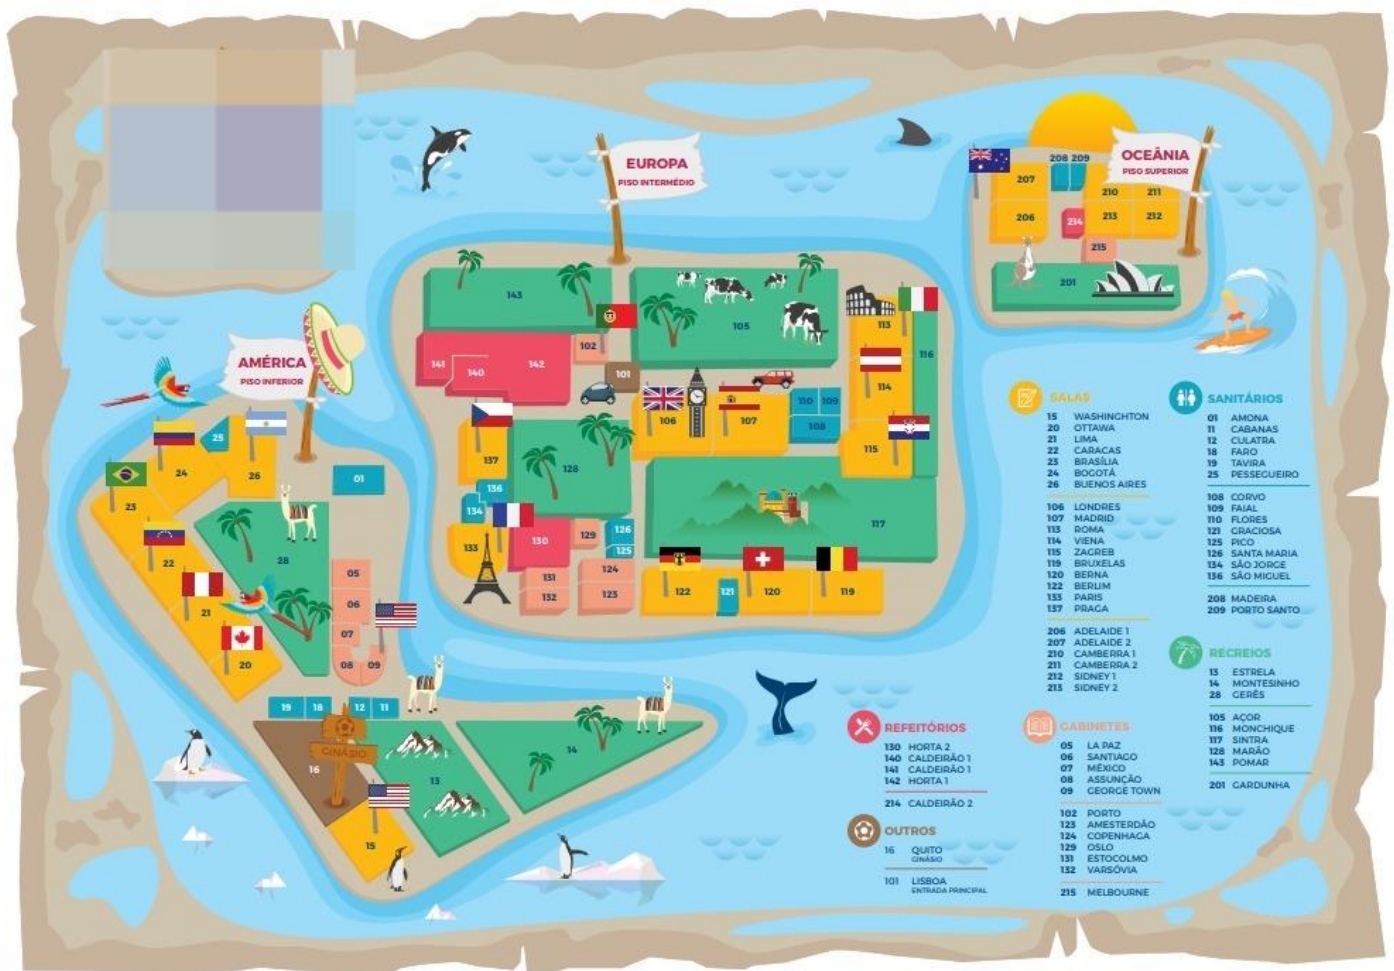 EUROPA
PISO INTERMÉDIO
OCEÂNIA
PISO SUPERIOR
208 209
207
210
211
206
214
213
212
215
201
143
105
113
116
141
140
142
102
101
114
106
107
110
109
108
115
137
128
136
134
133
130
129
126
125
117
131
124
132
123
122
121
120
119
AMÉRICA
PISO INFERIOR
25
24
26
01
23
22
28
21
20
05
06
07
08
09
19
18
12
11
GINÁSIO
16
13
14
15
SALAS
15 WASHINGHTON
20 OTTAWA
21 LIMA
22 CARACAS
23 BRASÍLIA
24 BOGOTÁ
26 BUENOS AIRES
106 LONDRES
107 MADRID
113 ROMA
114 VIENA
115 ZAGREB
119 BRUXELAS
120 BERNA
122 BERLIM
133 PARIS
137 PRAGA
206 ADELAIDE 1
207 ADELAIDE 2
210 CAMBERRA 1
211 CAMBERRA 2
212 SIDNEY 1
213 SIDNEY 2
SANITÁRIOS
01 AMONA
11 CABANAS
12 CULATRA
18 FARO
19 TAVIRA
25 PESSEGUEIRO
108 CORVO
109 FAIAL
110 FLORES
121 GRACIOSA
125 PICO
126 SANTA MARIA
134 SÃO JORGE
136 SÃO MIGUEL
208 MADEIRA
209 PORTO SANTO
RECREIOS
13 ESTRELA
14 MONTESINHO
28 GERÊS
105 AÇOR
116 MONCHIQUE
117 SINTRA
128 MARÃO
143 POMAR
201 GARDUNHA
REFEITÓRIOS
130 HORTA 2
140 CALDEIRÃO 1
141 CALDEIRÃO 1
142 HORTA 1
214 CALDEIRÃO 2
OUTROS
16 QUITO
GINÁSIO
101 LISBOA
ENTRADA PRINCIPAL
GABINETES
05 LA PAZ
06 SANTIAGO
07 MÉXICO
08 ASSUNÇÃO
09 GEORGE TOWN
102 PORTO
123 AMESTERDÃO
124 COPENHAGA
129 OSLO
131 ESTOCOLMO
132 VARSÓVIA
215 MELBOURNE